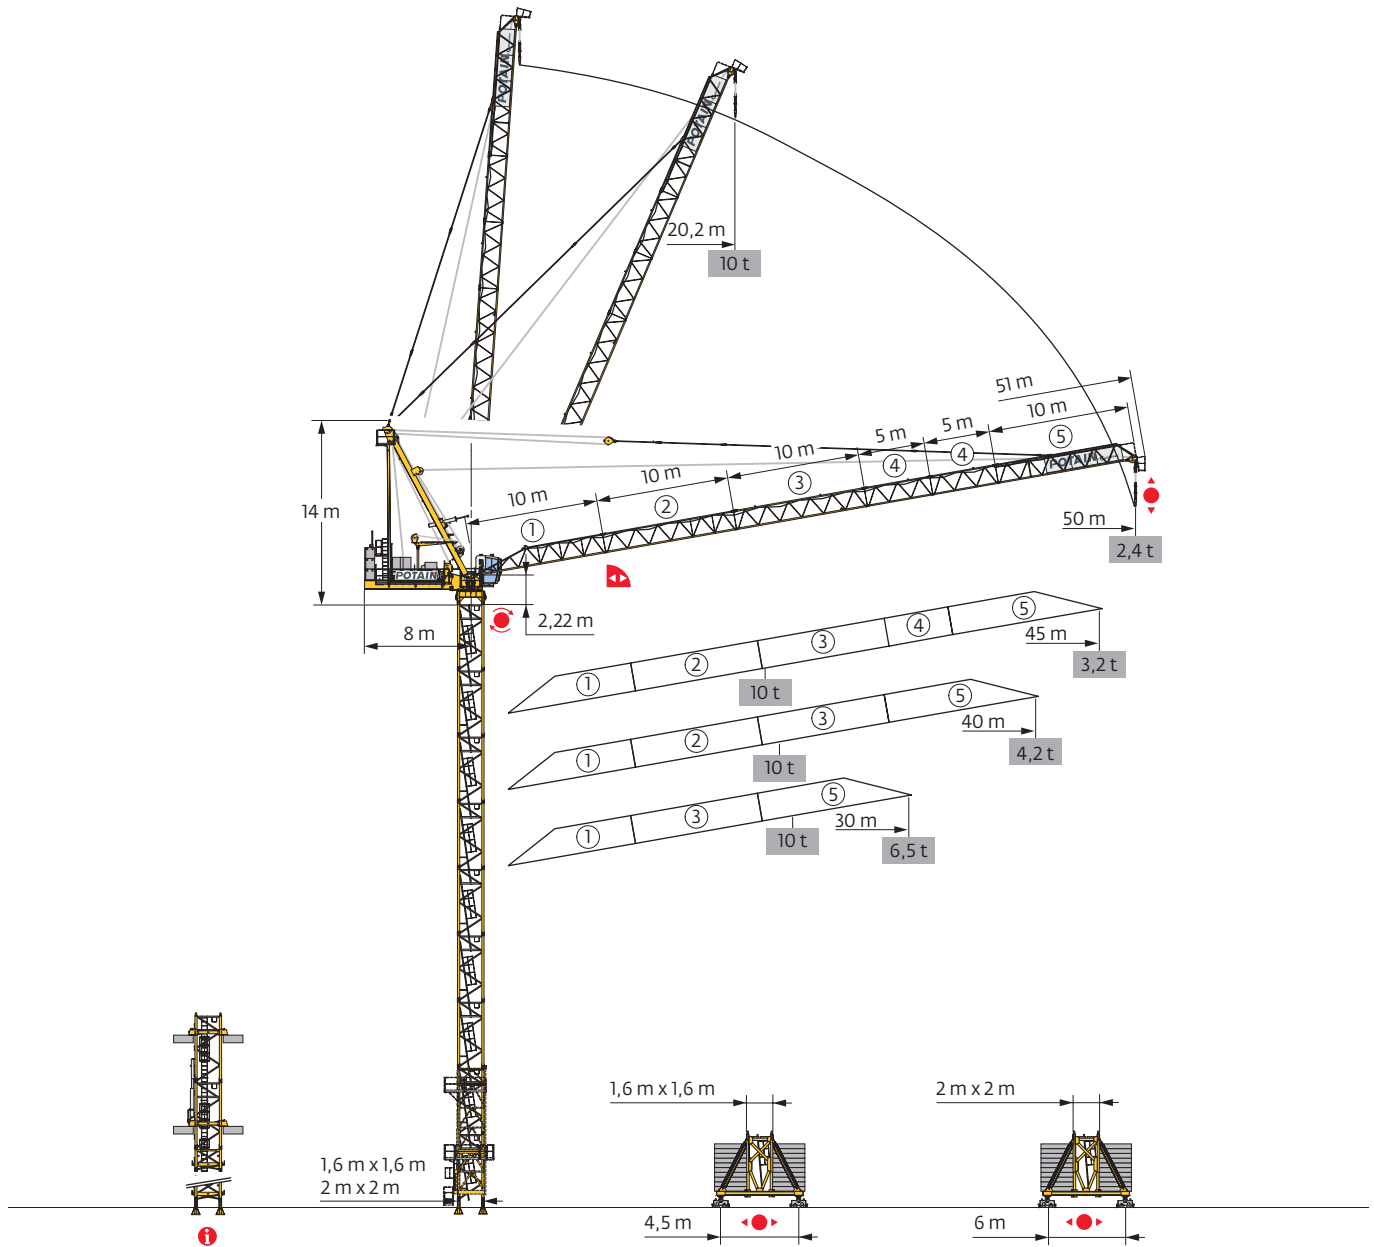 POTAIN
POTAIN
20,2 m
10 t
51 m
10 m
5 m
5 m
10 m
10 m
10 m
⑤
④
④
③
②
①
POTAIN
14 m
10 m
50 m
2,4 t
POTAIN
2,22 m
8 m
① ② ③ ④ ⑤
45 m
10 t
3,2 t
① ② ③ ⑤
40 m
10 t
4,2 t
① ③ ⑤
30 m
10 t
6,5 t
1,6 m x 1,6 m
2 m x 2 m
1,6 m x 1,6 m
2 m x 2 m
4,5 m
6 m
i